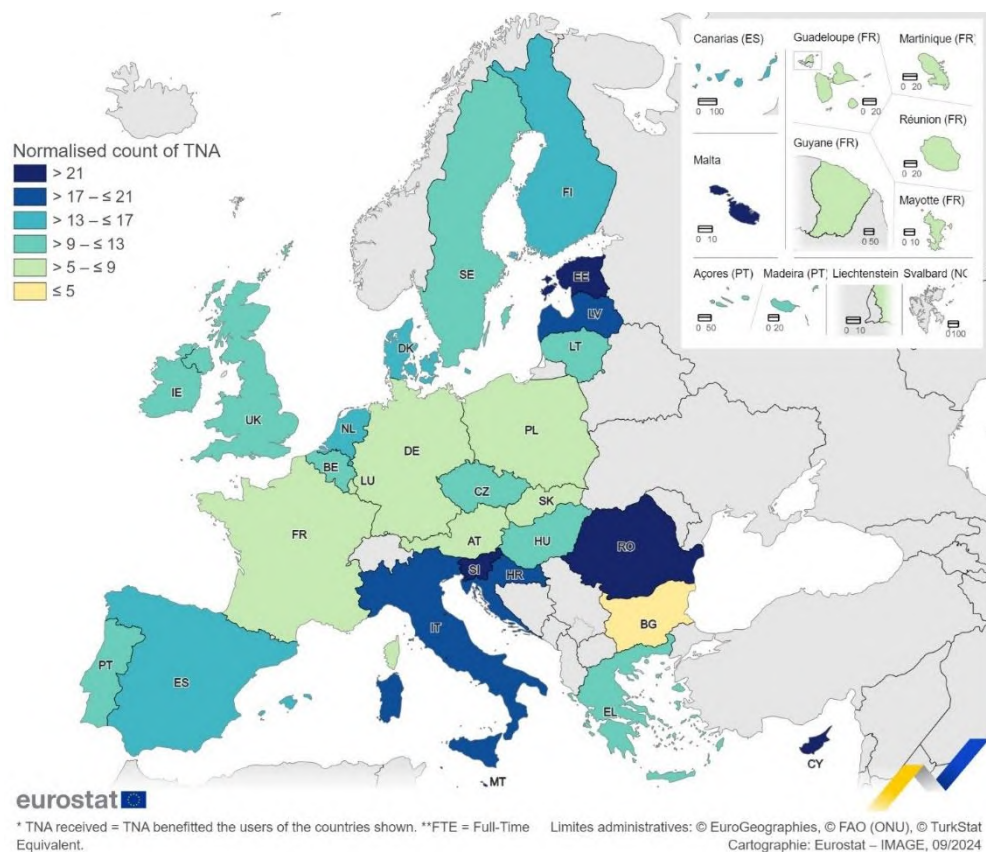 Normalised count of TNA
> 21
> 17 – ≤ 21
> 13 – ≤ 17
> 9 – ≤ 13
> 5 – ≤ 9
≤ 5
Canarias (ES)
0 100
Guadeloupe (FR)
0 20
Martinique (FR)
0 20
Réunion (FR)
0 20
Malta
0 10
Guyane (FR)
0 50
Mayotte (FR)
0 10
Açores (PT)
0 50
Madeira (PT)
0 20
Liechtenstein
0 10
Svalbard (NO
0 100
FI
SE
EE
LV
LT
DK
IE
UK
NL
BE
LU
DE
PL
CZ
SK
FR
AT
HU
RO
SI
HR
IT
BG
PT
ES
EL
MT
CY
eurostat
* TNA received = TNA benefitted the users of the countries shown. **FTE = Full-Time
Equivalent.
Limites administratives: © EuroGeographies, © FAO (ONU), © TurkStat
Cartographie: Eurostat – IMAGE, 09/2024